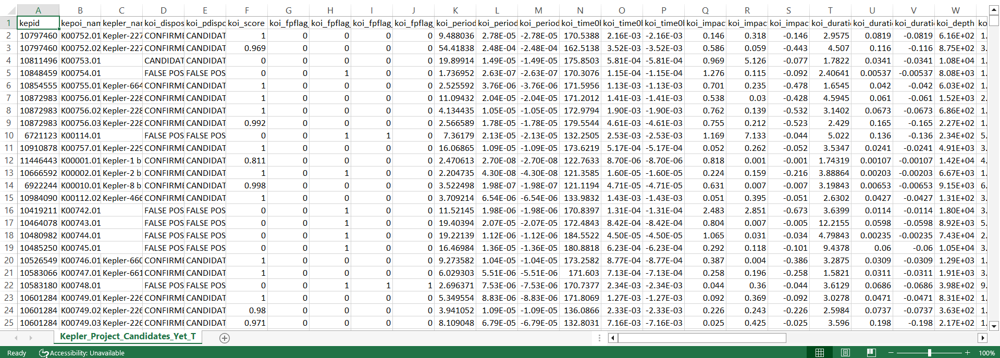 A B C D E F G H I J K L M N O P Q R S T U V W
1 kepid kepoi_nam kepler_nar koi_dispos koi_pdispc koi_score koi_fpflag_ koi_fpflag_ koi_fpflag_ koi_fpflag_ koi_period koi_period koi_period koi_time0l koi_time0l koi_time0l koi_impac koi_impac koi_impac koi_durati koi_durati koi_durati koi_depth ko
2 10797460 K00752.01 Kepler-227 CONFIRME CANDIDAT 1 0 0 0 0 9.488036 2.78E-05 -2.78E-05 170.5388 2.16E-03 -2.16E-03 0.146 0.318 -0.146 2.9575 0.0819 -0.0819 6.16E+02 1.
3 10797460 K00752.02 Kepler-227 CONFIRME CANDIDAT 0.969 0 0 0 0 54.41838 2.48E-04 -2.48E-04 162.5138 3.52E-03 -3.52E-03 0.586 0.059 -0.443 4.507 0.116 -0.116 8.75E+02 3.
4 10811496 K00753.01 CANDIDAT CANDIDAT 0 0 0 0 0 19.89914 1.49E-05 -1.49E-05 175.8503 5.81E-04 -5.81E-04 0.969 5.126 -0.077 1.7822 0.0341 -0.0341 1.08E+04 1.
5 10848459 K00754.01 FALSE POS FALSE POS 0 0 1 0 0 1.736952 2.63E-07 -2.63E-07 170.3076 1.15E-04 -1.15E-04 1.276 0.115 -0.092 2.40641 0.00537 -0.00537 8.08E+03 1.
6 10854555 K00755.01 Kepler-664 CONFIRME CANDIDAT 1 0 0 0 0 2.525592 3.76E-06 -3.76E-06 171.5956 1.13E-03 -1.13E-03 0.701 0.235 -0.478 1.6545 0.042 -0.042 6.03E+02 1.
7 10872983 K00756.01 Kepler-228 CONFIRME CANDIDAT 1 0 0 0 0 11.09432 2.04E-05 -2.04E-05 171.2012 1.41E-03 -1.41E-03 0.538 0.03 -0.428 4.5945 0.061 -0.061 1.52E+03 2.
8 10872983 K00756.02 Kepler-228 CONFIRME CANDIDAT 1 0 0 0 0 4.134435 1.05E-05 -1.05E-05 172.9794 1.90E-03 -1.90E-03 0.762 0.139 -0.532 3.1402 0.0673 -0.0673 6.86E+02 1.
9 10872983 K00756.03 Kepler-228 CONFIRME CANDIDAT 0.992 0 0 0 0 2.566589 1.78E-05 -1.78E-05 179.5544 4.61E-03 -4.61E-03 0.755 0.212 -0.523 2.429 0.165 -0.165 2.27E+02 1.
10 6721123 K00114.01 FALSE POS FALSE POS 0 0 1 1 0 7.36179 2.13E-05 -2.13E-05 132.2505 2.53E-03 -2.53E-03 1.169 7.133 -0.044 5.022 0.136 -0.136 2.34E+02 5.
11 10910878 K00757.01 Kepler-229 CONFIRME CANDIDAT 1 0 0 0 0 16.06865 1.09E-05 -1.09E-05 173.6219 5.17E-04 -5.17E-04 0.052 0.262 -0.052 3.5347 0.0241 -0.0241 4.91E+03 3.
12 11446443 K00001.01 Kepler-1 b CONFIRME CANDIDAT 0.811 0 0 0 0 2.470613 2.70E-08 -2.70E-08 122.7633 8.70E-06 -8.70E-06 0.818 0.001 -0.001 1.74319 0.00107 -0.00107 1.42E+04 4.
13 10666592 K00002.01 Kepler-2 b CONFIRME CANDIDAT 1 0 1 0 0 2.204735 4.30E-08 -4.30E-08 121.3585 1.60E-05 -1.60E-05 0.224 0.159 -0.216 3.88864 0.00203 -0.00203 6.67E+03 1.
14 6922244 K00010.01 Kepler-8 b CONFIRME CANDIDAT 0.998 0 0 0 0 3.522498 1.98E-07 -1.98E-07 121.1194 4.71E-05 -4.71E-05 0.631 0.007 -0.007 3.19843 0.00653 -0.00653 9.15E+03 6.
15 10984090 K00112.02 Kepler-466 CONFIRME CANDIDAT 1 0 0 0 0 3.709214 6.54E-06 -6.54E-06 133.9832 1.43E-03 -1.43E-03 0.051 0.395 -0.051 2.6302 0.0427 -0.0427 1.31E+02 3.
16 10419211 K00742.01 FALSE POS FALSE POS 0 0 1 0 0 11.52145 1.98E-06 -1.98E-06 170.8397 1.31E-04 -1.31E-04 2.483 2.851 -0.673 3.6399 0.0114 -0.0114 1.80E+04 3.
17 10464078 K00743.01 FALSE POS FALSE POS 0 0 1 0 0 19.40394 2.07E-05 -2.07E-05 172.4843 8.42E-04 -8.42E-04 0.804 0.007 -0.005 12.2155 0.0598 -0.0598 8.92E+03 5.
18 10480982 K00744.01 FALSE POS FALSE POS 0 0 1 0 0 19.22139 1.12E-06 -1.12E-06 184.5522 4.50E-05 -4.50E-05 1.065 0.031 -0.034 4.79843 0.00235 -0.00235 7.43E+04 2.
19 10485250 K00745.01 FALSE POS FALSE POS 0 0 1 0 0 16.46984 1.36E-05 -1.36E-05 180.8818 6.23E-04 -6.23E-04 0.292 0.118 -0.101 9.4378 0.06 -0.06 1.05E+04 3.
20 10526549 K00746.01 Kepler-660 CONFIRME CANDIDAT 1 0 0 0 0 9.273582 1.04E-05 -1.04E-05 173.2582 8.77E-04 -8.77E-04 0.387 0.004 -0.386 3.2875 0.0309 -0.0309 1.29E+03 1.
21 10583066 K00747.01 Kepler-661 CONFIRME CANDIDAT 1 0 0 0 0 6.029303 5.51E-06 -5.51E-06 171.603 7.13E-04 -7.13E-04 0.258 0.196 -0.258 1.5821 0.0311 -0.0311 1.91E+03 3.
22 10583180 K00748.01 FALSE POS FALSE POS 0 0 1 1 1 2.696371 7.53E-06 -7.53E-06 170.7377 2.34E-03 -2.34E-03 0.044 0.36 -0.044 3.6129 0.0686 -0.0686 3.98E+02 9.
23 10601284 K00749.01 Kepler-226 CONFIRME CANDIDAT 1 0 0 0 0 5.349554 8.83E-06 -8.83E-06 171.8069 1.27E-03 -1.27E-03 0.092 0.369 -0.092 3.0278 0.0471 -0.0471 8.31E+02 1.
24 10601284 K00749.02 Kepler-226 CONFIRME CANDIDAT 0.98 0 0 0 0 3.941052 1.09E-05 -1.09E-05 136.0866 2.33E-03 -2.33E-03 0.226 0.243 -0.226 2.5984 0.0737 -0.0737 3.63E+02 1.
25 10601284 K00749.03 Kepler-226 CONFIRME CANDIDAT 0.971 0 0 0 0 8.109048 6.79E-05 -6.79E-05 132.8031 7.16E-03 -7.16E-03 0.025 0.425 -0.025 3.596 0.198 -0.198 2.17E+02 1.
Kepler_Project_Candidates_Yet_T
Ready Accessibility: Unavailable 100%